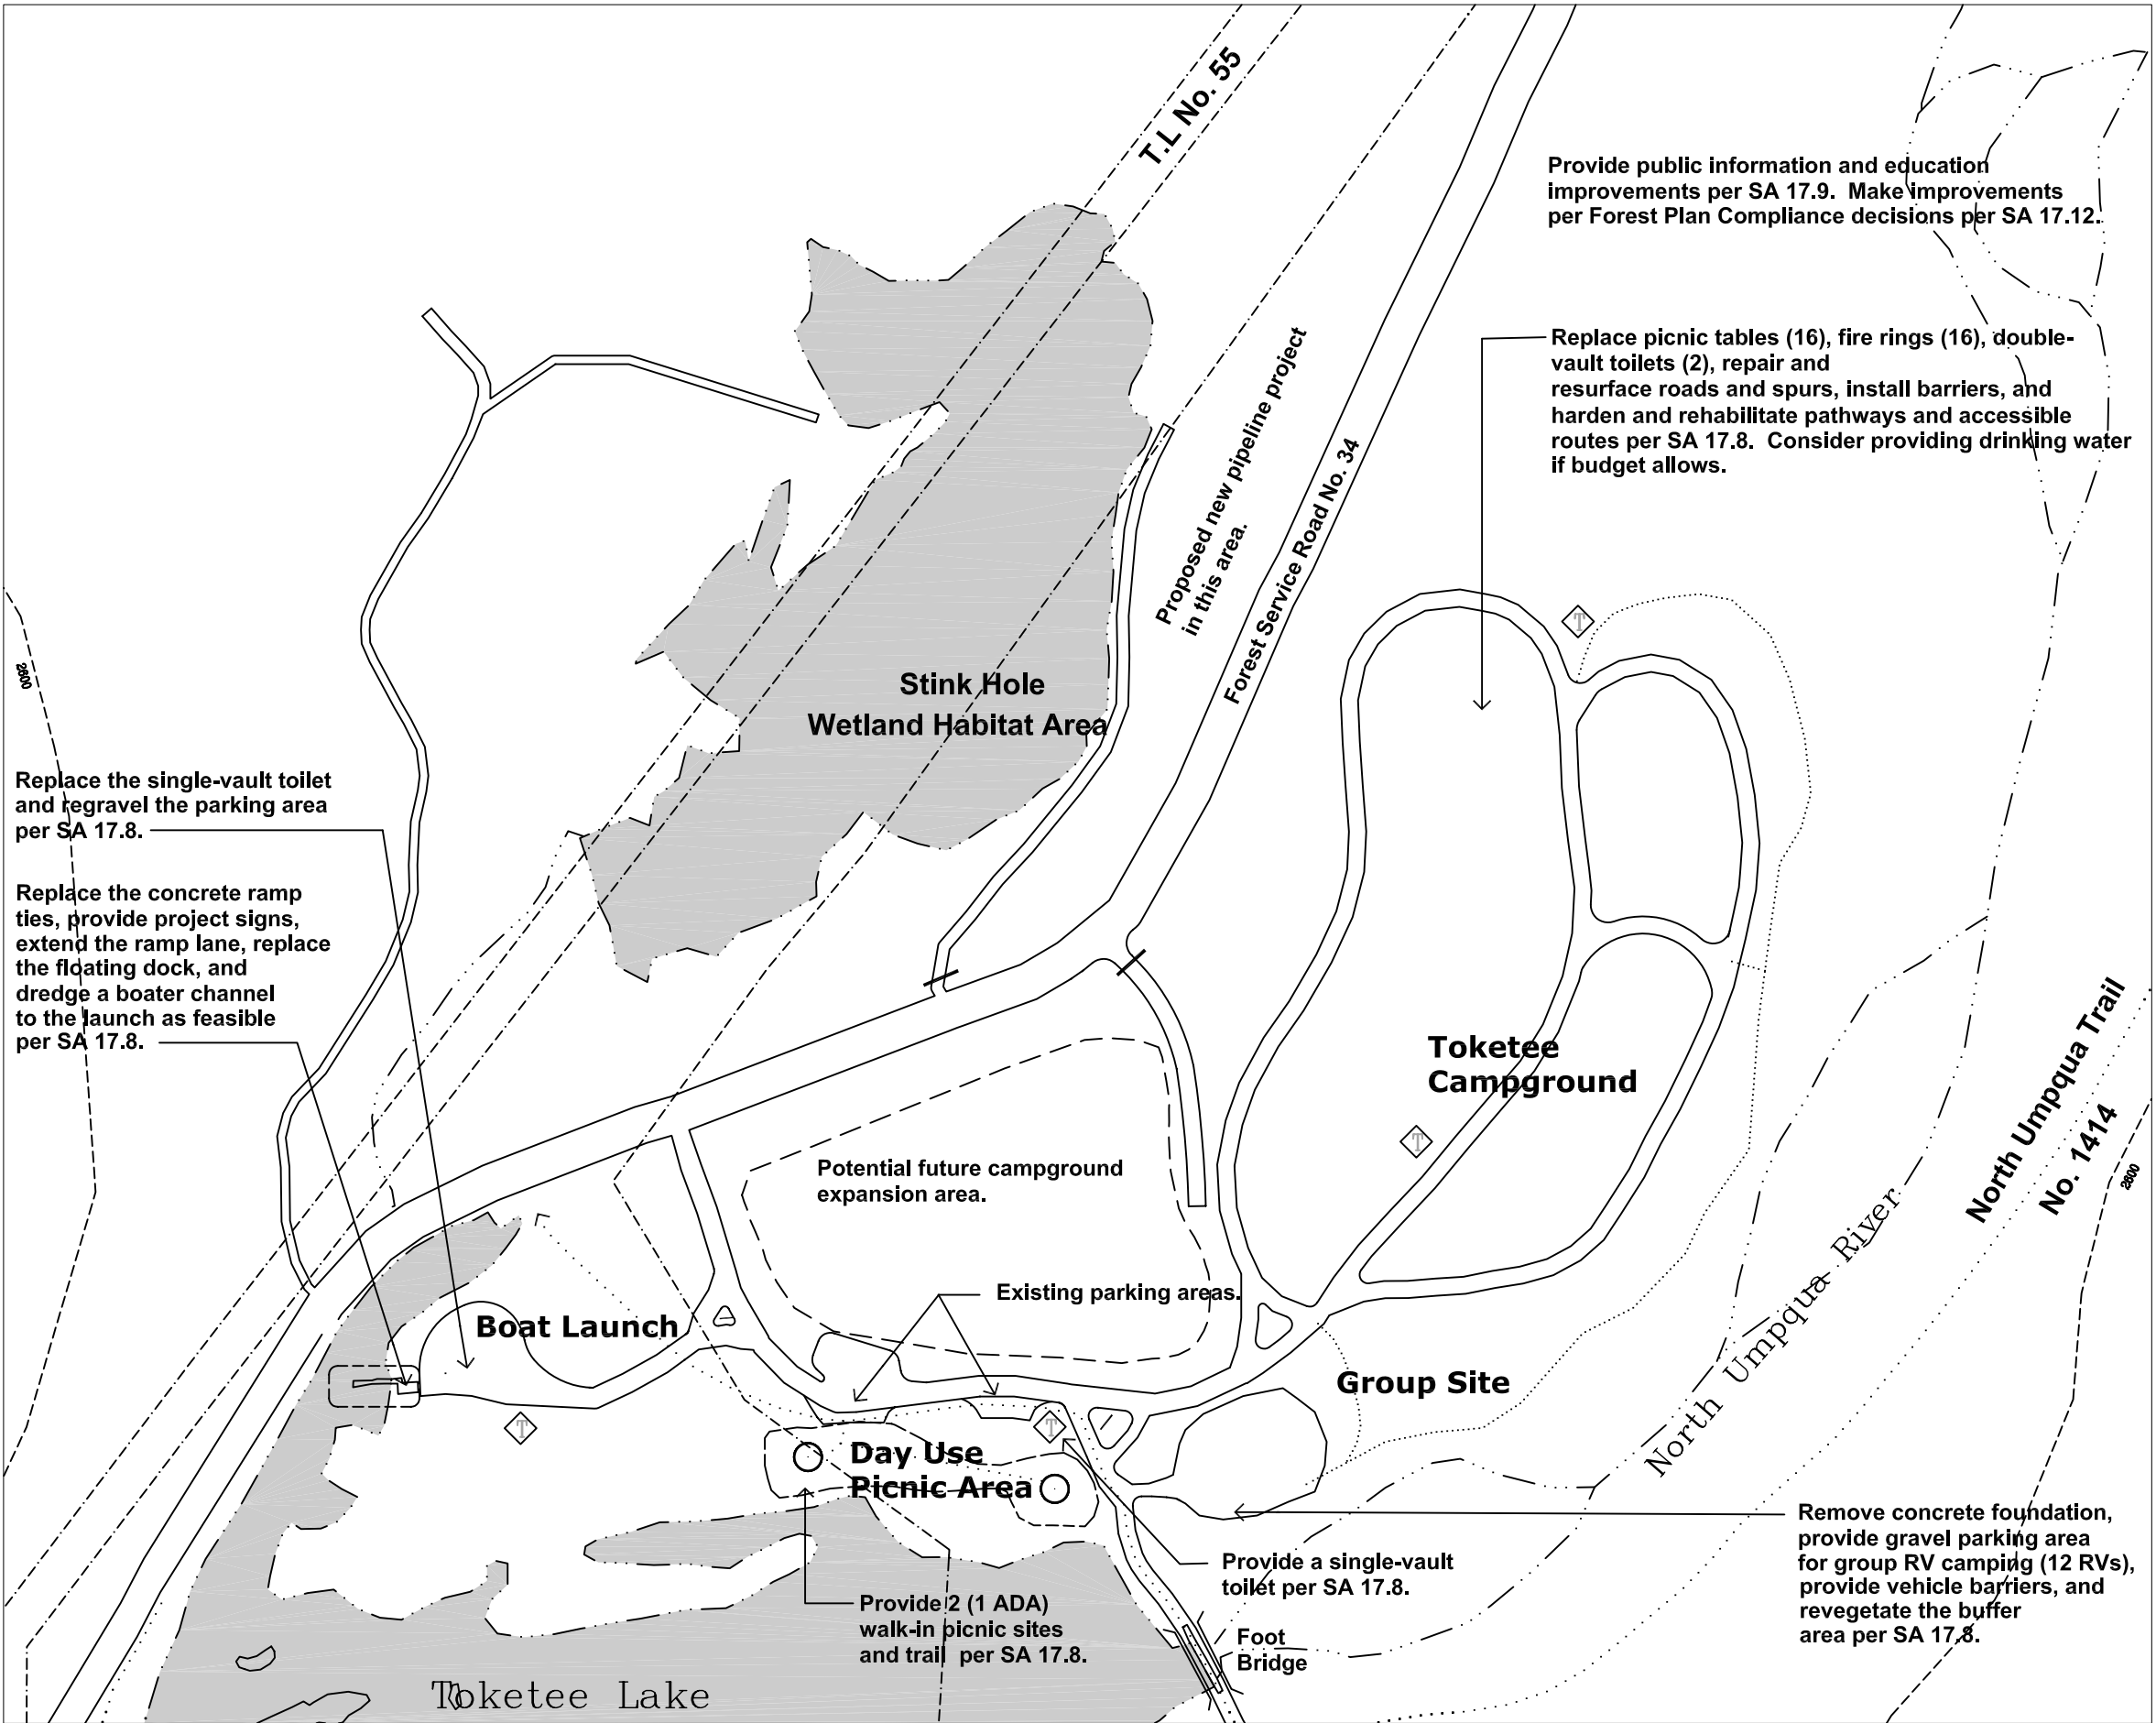 T.L No. 55
Provide public information and education
improvements per SA 17.9.  Make improvements
per Forest Plan Compliance decisions per SA 17.12.
Replace picnic tables (16), fire rings (16), double-
vault toilets (2), repair and
resurface roads and spurs, install barriers, and
harden and rehabilitate pathways and accessible
routes per SA 17.8.  Consider providing drinking water
if budget allows.
Proposed new pipeline project
in this area.
Forest Service Road No. 34
T
2600
Stink Hole
Wetland Habitat Area
Replace the single-vault toilet
and regravel the parking area
per SA 17.8.
Replace the concrete ramp
ties, provide project signs,
extend the ramp lane, replace
the floating dock, and
dredge a boater channel
to the launch as feasible
per SA 17.8.
Toketee
Campground
T
North Umpqua Trail
No. 1414
2600
Potential future campground
expansion area.
North Umpqua River
Existing parking areas.
Boat Launch
Group Site
T
T
Day Use
Picnic Area
Remove concrete foundation,
provide gravel parking area
for group RV camping (12 RVs),
provide vehicle barriers, and
revegetate the buffer
area per SA 17.8.
Provide a single-vault
toilet per SA 17.8.
Provide 2 (1 ADA)
walk-in picnic sites
and trail  per SA 17.8.
Foot
Bridge
Toketee Lake